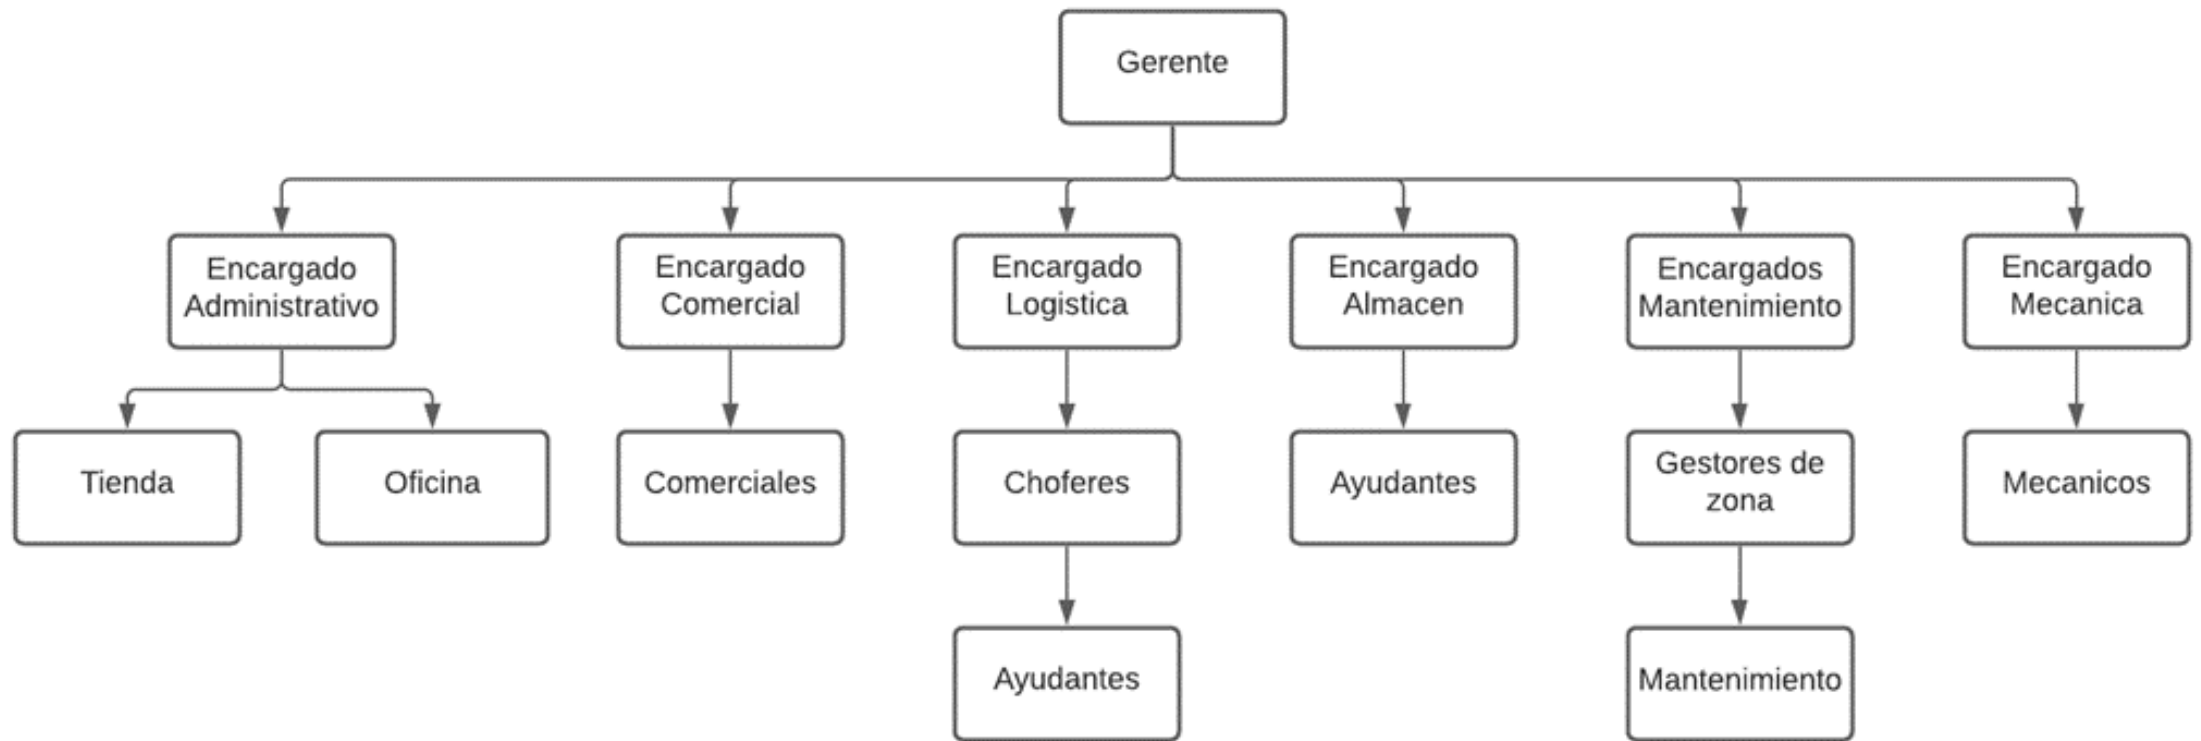 Gerente
Encargado
Administrativo
Encargado
Comercial
Encargado
Logistica
Encargado
Almacen
Encargados
Mantenimiento
Encargado
Mecanica
Tienda
Oficina
Comerciales
Choferes
Ayudantes
Gestores de
zona
Mecanicos
Ayudantes
Mantenimiento